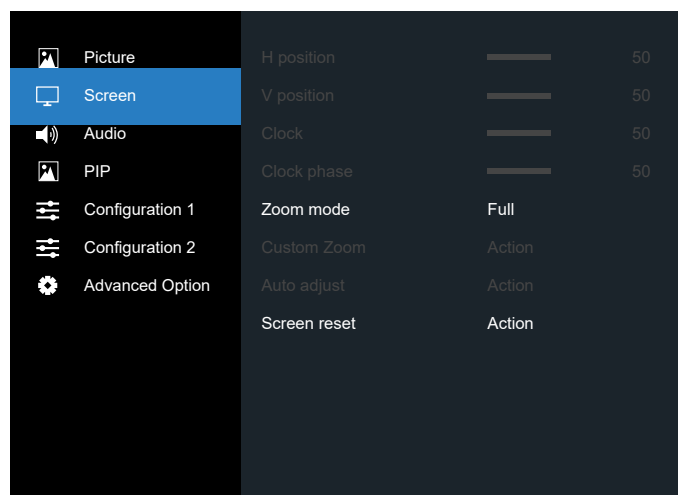 Picture
Screen
Audio
PIP
Configuration 1
Configuration 2
Advanced Option
H position 50
V position 50
Clock 50
Clock phase 50
Zoom mode Full
Custom Zoom Action
Auto adjust Action
Screen reset Action